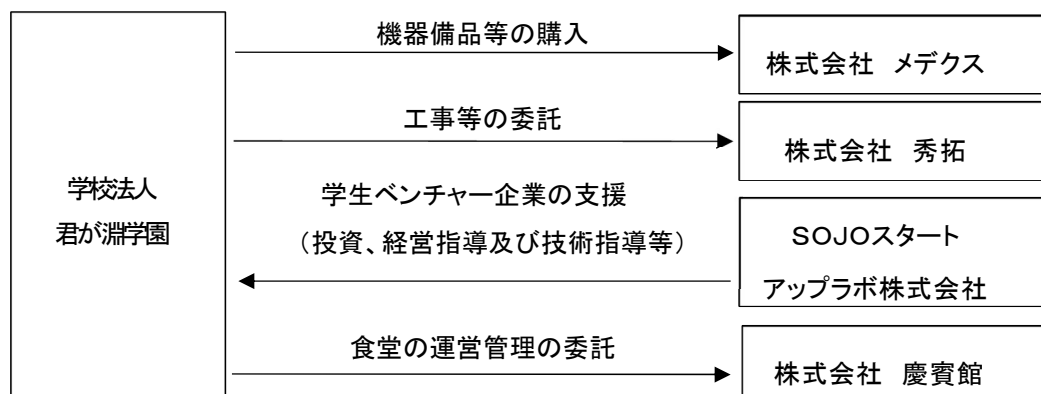 学校法人
君が淵学園
機器備品等の購入
株式会社　メデクス
工事等の委託
株式会社　秀拓
学生ベンチャー企業の支援
（投資、経営指導及び技術指導等）
ＳＯＪＯスタート
アップラボ株式会社
食堂の運営管理の委託
株式会社　慶賓館